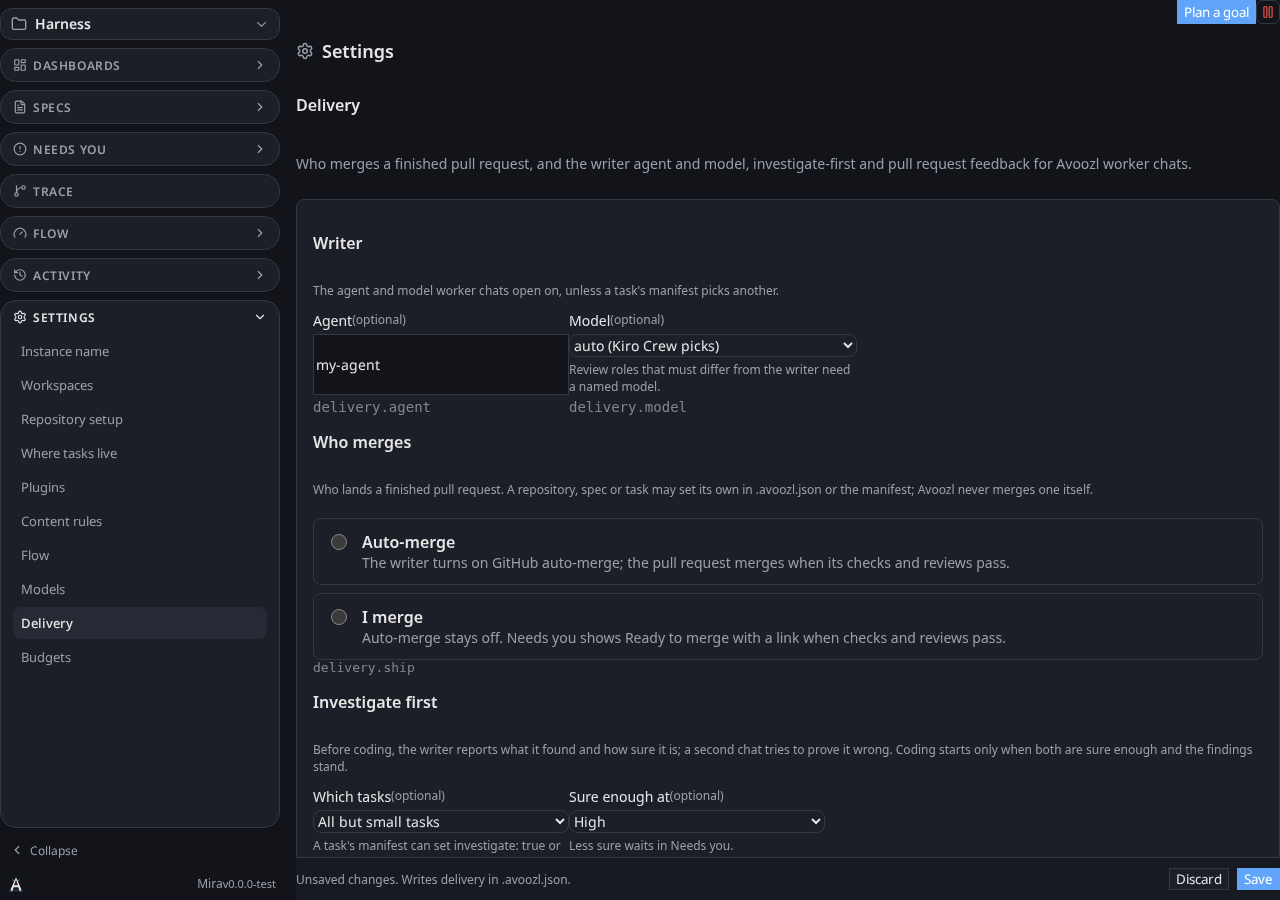 Harness
DASHBOARDS
SPECS
NEEDS YOU
TRACE
FLOW
ACTIVITY
SETTINGS
Instance name
Workspaces
Repository setup
Where tasks live
Plugins
Content rules
Flow
Models
Delivery
Budgets
Collapse
Mirav0.0.0-test
Plan a goal
Settings
Delivery
Who merges a finished pull request, and the writer agent and model, investigate-first and pull request feedback for Avoozl worker chats.
Writer
The agent and model worker chats open on, unless a task's manifest picks another.
Agent(optional) Model(optional)
my-agent auto (Kiro Crew picks)
Review roles that must differ from the writer need
a named model.
delivery.agent delivery.model
Who merges
Who lands a finished pull request. A repository, spec or task may set its own in .avoozl.json or the manifest; Avoozl never merges one itself.
Auto-merge
The writer turns on GitHub auto-merge; the pull request merges when its checks and reviews pass.
I merge
Auto-merge stays off. Needs you shows Ready to merge with a link when checks and reviews pass.
delivery.ship
Investigate first
Before coding, the writer reports what it found and how sure it is; a second chat tries to prove it wrong. Coding starts only when both are sure enough and the findings
stand.
Which tasks(optional) Sure enough at(optional)
All but small tasks High
A task's manifest can set investigate: true or Less sure waits in Needs you.
Unsaved changes. Writes delivery in .avoozl.json.
Discard Save